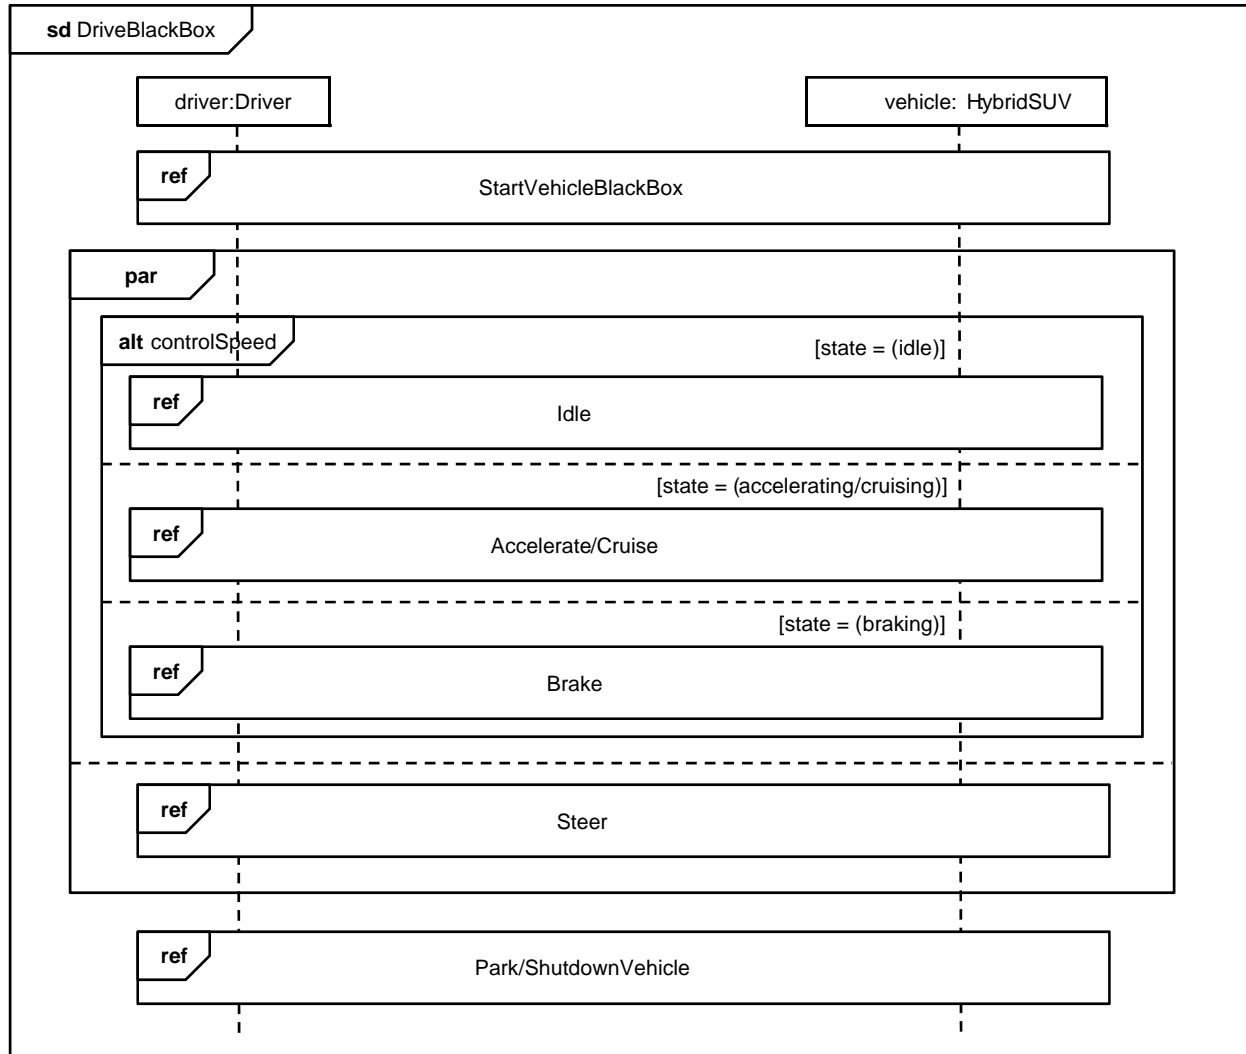 sd DriveBlackBox
driver:Driver
vehicle: HybridSUV
ref
StartVehicleBlackBox
par
alt controlSpeed
[state = (idle)]
ref
Idle
[state = (accelerating/cruising)]
ref
Accelerate/Cruise
[state = (braking)]
ref
Brake
ref
Steer
ref
Park/ShutdownVehicle